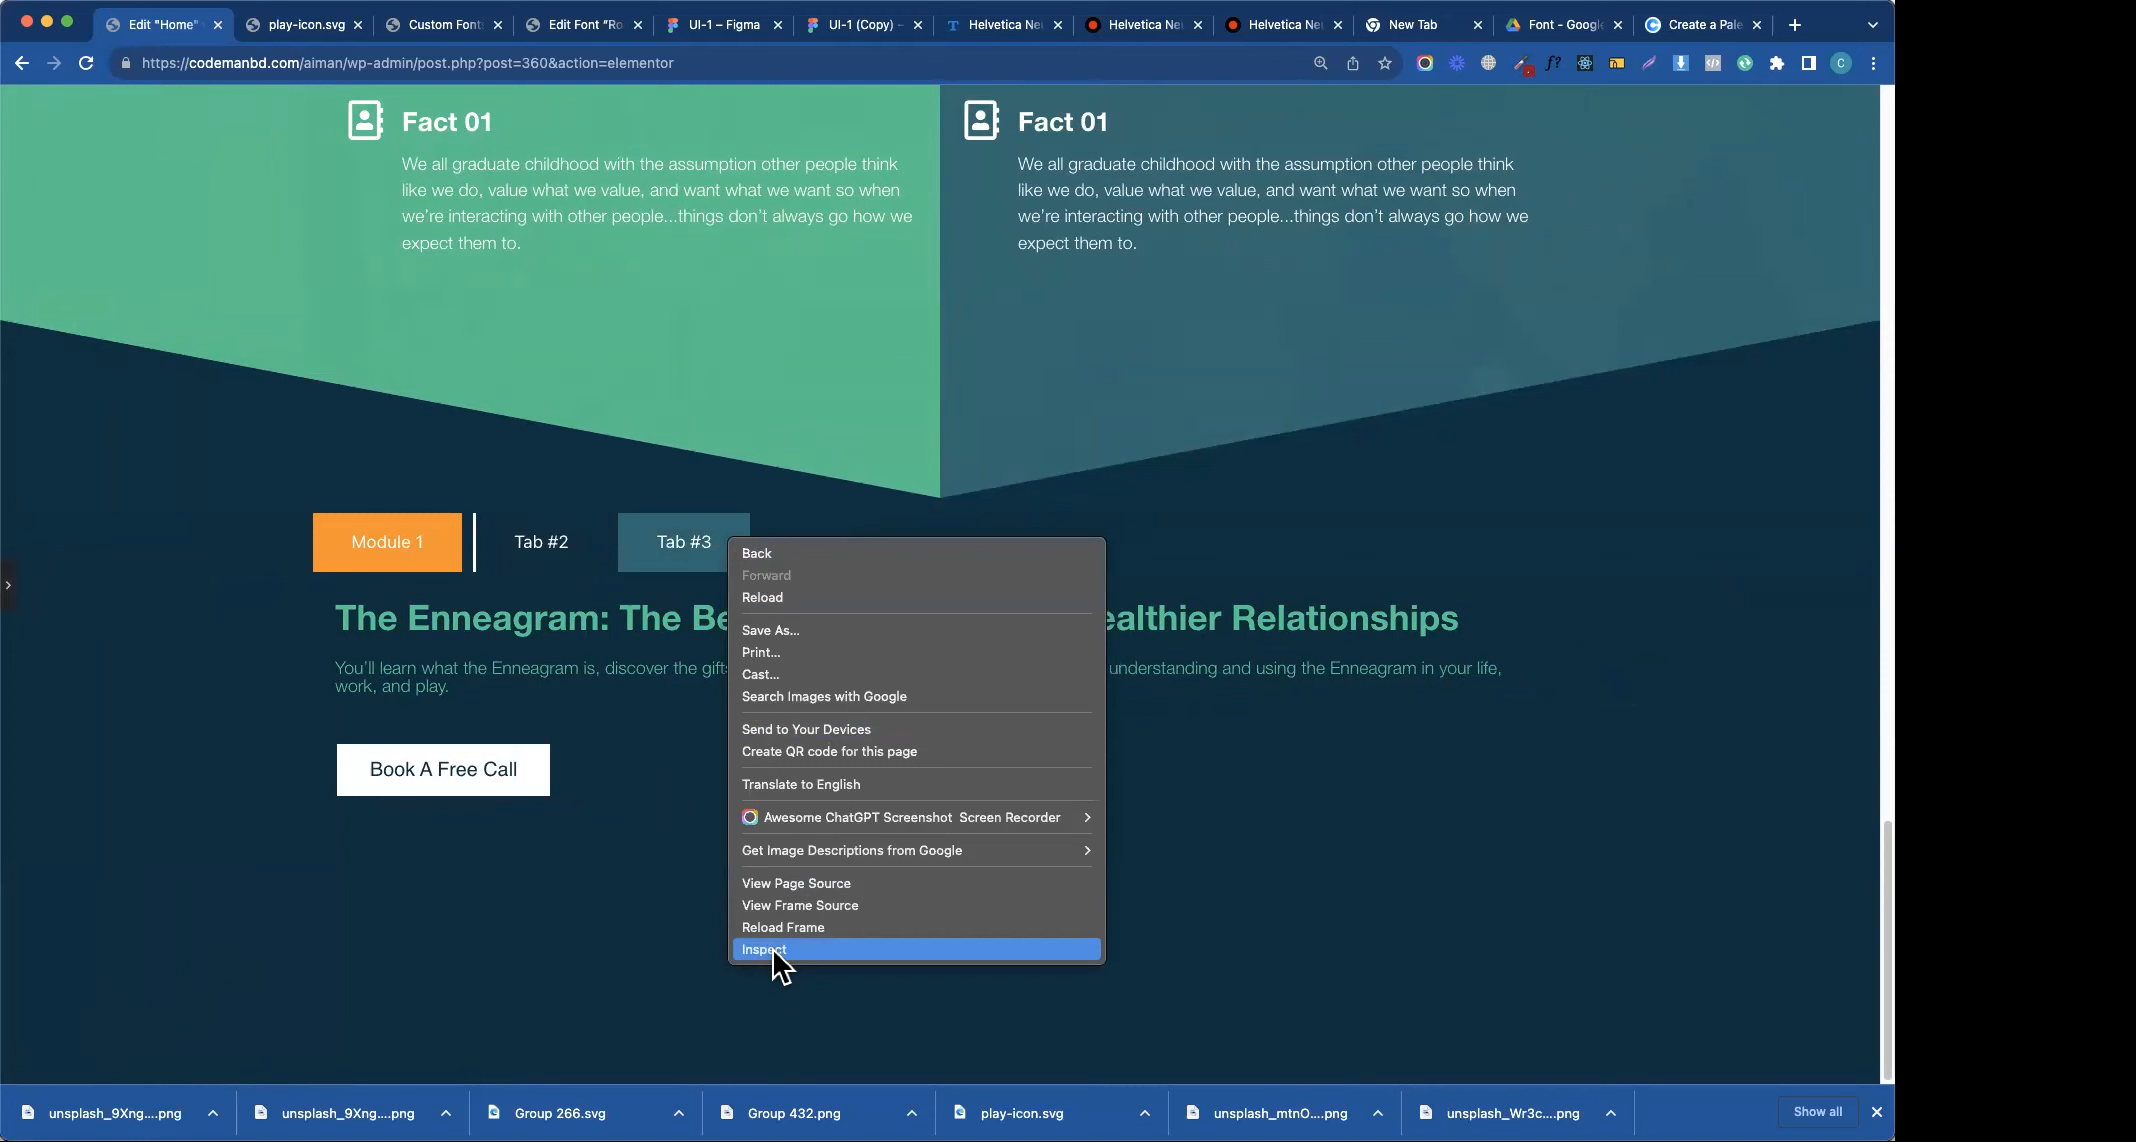 Edit "Home"
play-icon.svg
Custom Font
Edit Font "Ro
UI-1 – Figma
UI-1 (Copy) –
Helvetica Ne
Helvetica Ne
Helvetica Ne
New Tab
Font - Googl
Create a Pale
https://codemanbd.com/aiman/wp-admin/post.php?post=360&action=elementor
f?
C
Fact 01
We all graduate childhood with the assumption other people think
like we do, value what we value, and want what we want so when
we're interacting with other people...things don't always go how we
expect them to.
Fact 01
We all graduate childhood with the assumption other people think
like we do, value what we value, and want what we want so when
we're interacting with other people...things don't always go how we
expect them to.
Module 1
Tab #2
Tab #3
The Enneagram: The Be
ealthier Relationships
You'll learn what the Enneagram is, discover the gift
understanding and using the Enneagram in your life,
work, and play.
Book A Free Call
Back
Forward
Reload
Save As...
Print...
Cast...
Search Images with Google
Send to Your Devices
Create QR code for this page
Translate to English
Awesome ChatGPT Screenshot Screen Recorder
Get Image Descriptions from Google
View Page Source
View Frame Source
Reload Frame
Inspect
unsplash_9Xng....png
unsplash_9Xng....png
Group 266.svg
Group 432.png
play-icon.svg
unsplash_mtnO....png
unsplash_Wr3c....png
Show all